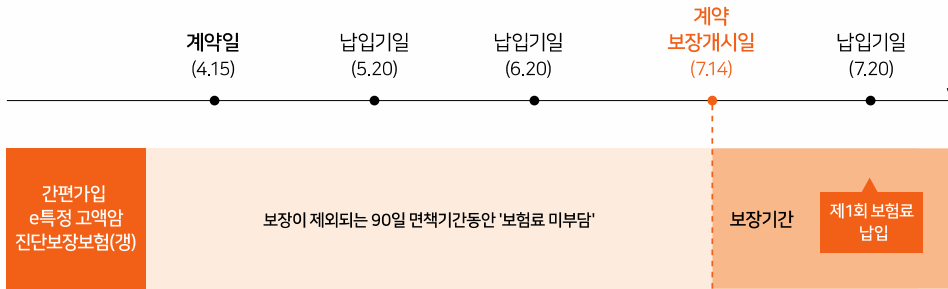 계약일
(4.15)
납입기일
(5.20)
납입기일
(6.20)
계약
보장개시일
(7.14)
납입기일
(7.20)
간편가입
e특정 고액암
진단보장보험(갱)
보장이 제외되는 90일 면책기간동안 '보험료 미부담'
보장기간
제1회 보험료
납입